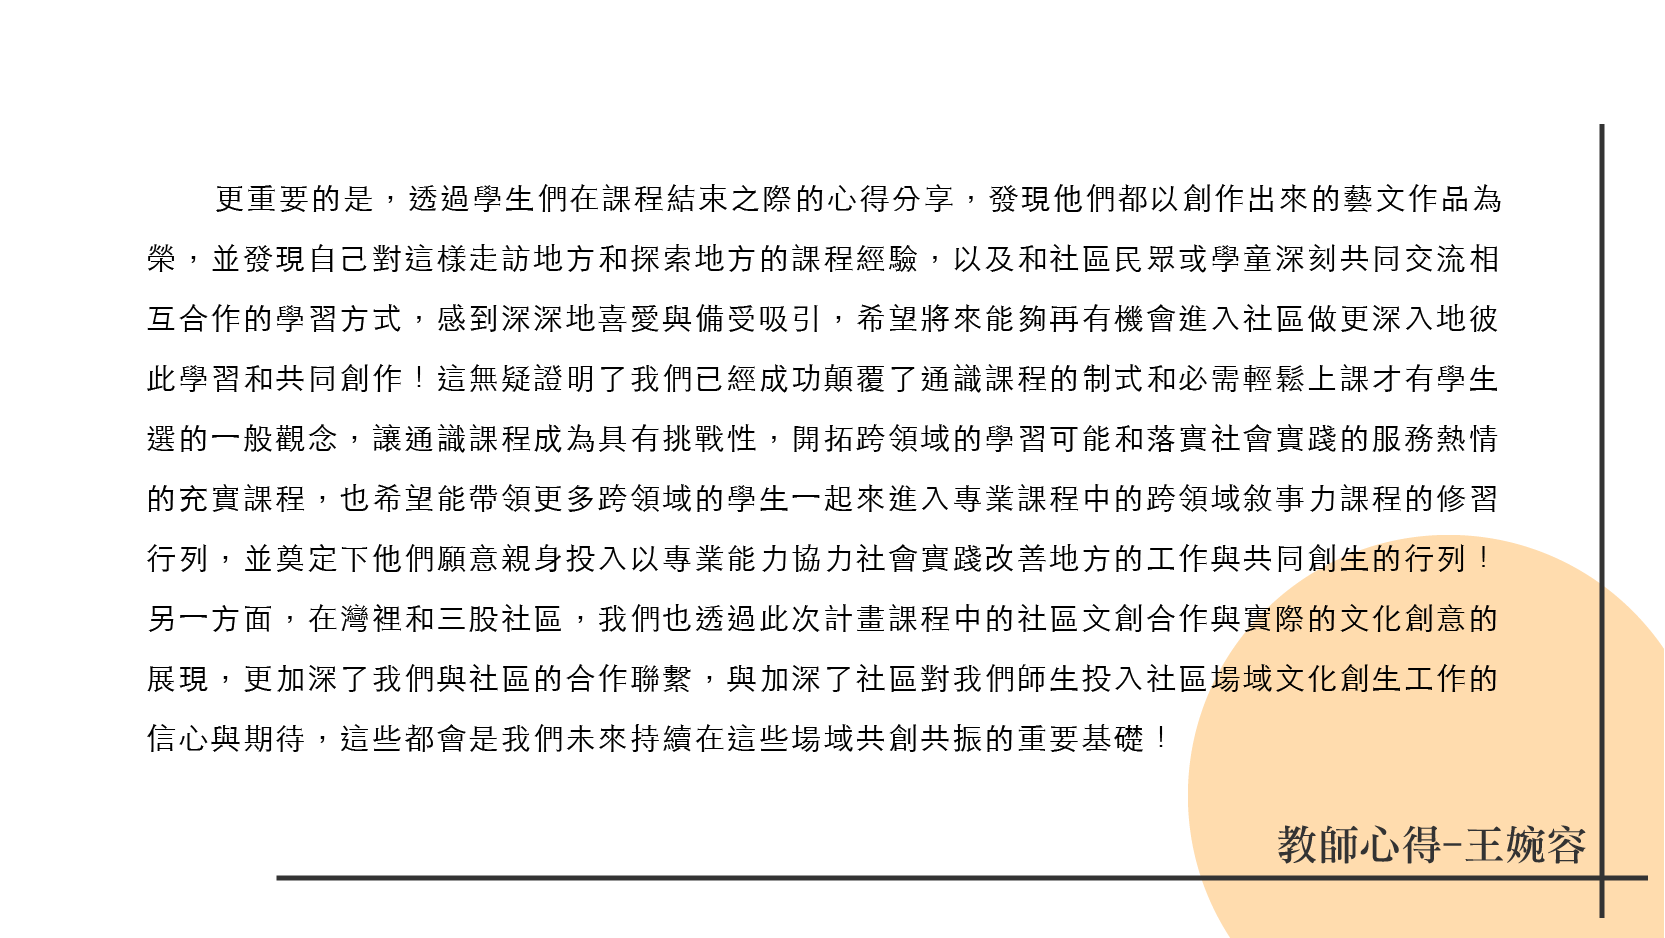 更重要的是，透過學生們在課程結束之際的心得分享，發現他們都以創作出來的藝文作品為
榮，並發現自己對這樣走訪地方和探索地方的課程經驗，以及和社區民眾或學童深刻共同交流相
互合作的學習方式，感到深深地喜愛與備受吸引，希望將來能夠再有機會進入社區做更深入地彼
此學習和共同創作！這無疑證明了我們已經成功顛覆了通識課程的制式和必需輕鬆上課才有學生
選的一般觀念，讓通識課程成為具有挑戰性，開拓跨領域的學習可能和落實社會實踐的服務熱情
的充實課程，也希望能帶領更多跨領域的學生一起來進入專業課程中的跨領域敘事力課程的修習
行列，並奠定下他們願意親身投入以專業能力協力社會實踐改善地方的工作與共同創生的行列！
另一方面，在灣裡和三股社區，我們也透過此次計畫課程中的社區文創合作與實際的文化創意的
展現，更加深了我們與社區的合作聯繫，與加深了社區對我們師生投入社區場域文化創生工作的
信心與期待，這些都會是我們未來持續在這些場域共創共振的重要基礎！
教師心得-王婉容